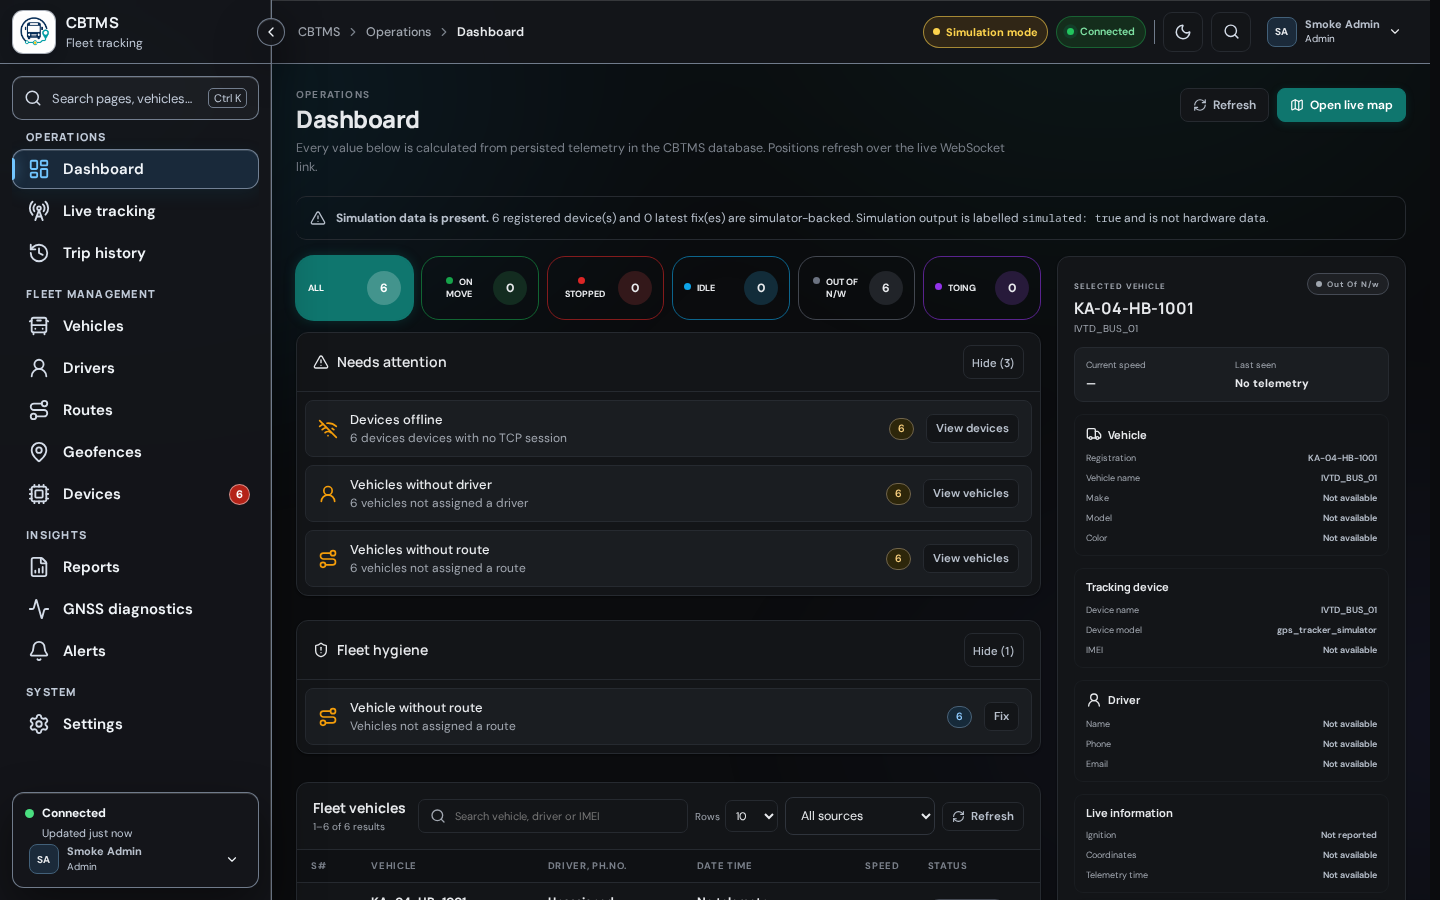 CBTMS
Fleet tracking
Search pages, vehicles... Ctrl K
OPERATIONS
Dashboard
Live tracking
Trip history
FLEET MANAGEMENT
Vehicles
Drivers
Routes
Geofences
Devices 6
INSIGHTS
Reports
GNSS diagnostics
Alerts
SYSTEM
Settings
Connected
Updated just now
SA Smoke Admin
Admin
CBTMS > Operations > Dashboard
Simulation mode
Connected
SA Smoke Admin
Admin
OPERATIONS
Dashboard
Every value below is calculated from persisted telemetry in the CBTMS database. Positions refresh over the live WebSocket
link.
Refresh
Open live map
Simulation data is present. 6 registered device(s) and 0 latest fix(es) are simulator-backed. Simulation output is labelled simulated: true and is not hardware data.
ALL 6
ON
MOVE 0
STOPPED 0
IDLE 0
OUT OF
N/W 6
TOING 0
Needs attention Hide (3)
Devices offline
6 devices devices with no TCP session
6 View devices
Vehicles without driver
6 vehicles not assigned a driver
6 View vehicles
Vehicles without route
6 vehicles not assigned a route
6 View vehicles
Fleet hygiene Hide (1)
Vehicle without route
Vehicles not assigned a route
6 Fix
Fleet vehicles
1–6 of 6 results
Search vehicle, driver or IMEI
Rows 10
All sources
Refresh
S# VEHICLE DRIVER, PH.NO. DATE TIME SPEED STATUS
SELECTED VEHICLE
Out Of N/w
KA-04-HB-1001
IVTD_BUS_01
Current speed
—
Last seen
No telemetry
Vehicle
Registration KA-04-HB-1001
Vehicle name IVTD_BUS_01
Make Not available
Model Not available
Color Not available
Tracking device
Device name IVTD_BUS_01
Device model gps_tracker_simulator
IMEI Not available
Driver
Name Not available
Phone Not available
Email Not available
Live information
Ignition Not reported
Coordinates Not available
Telemetry time Not available